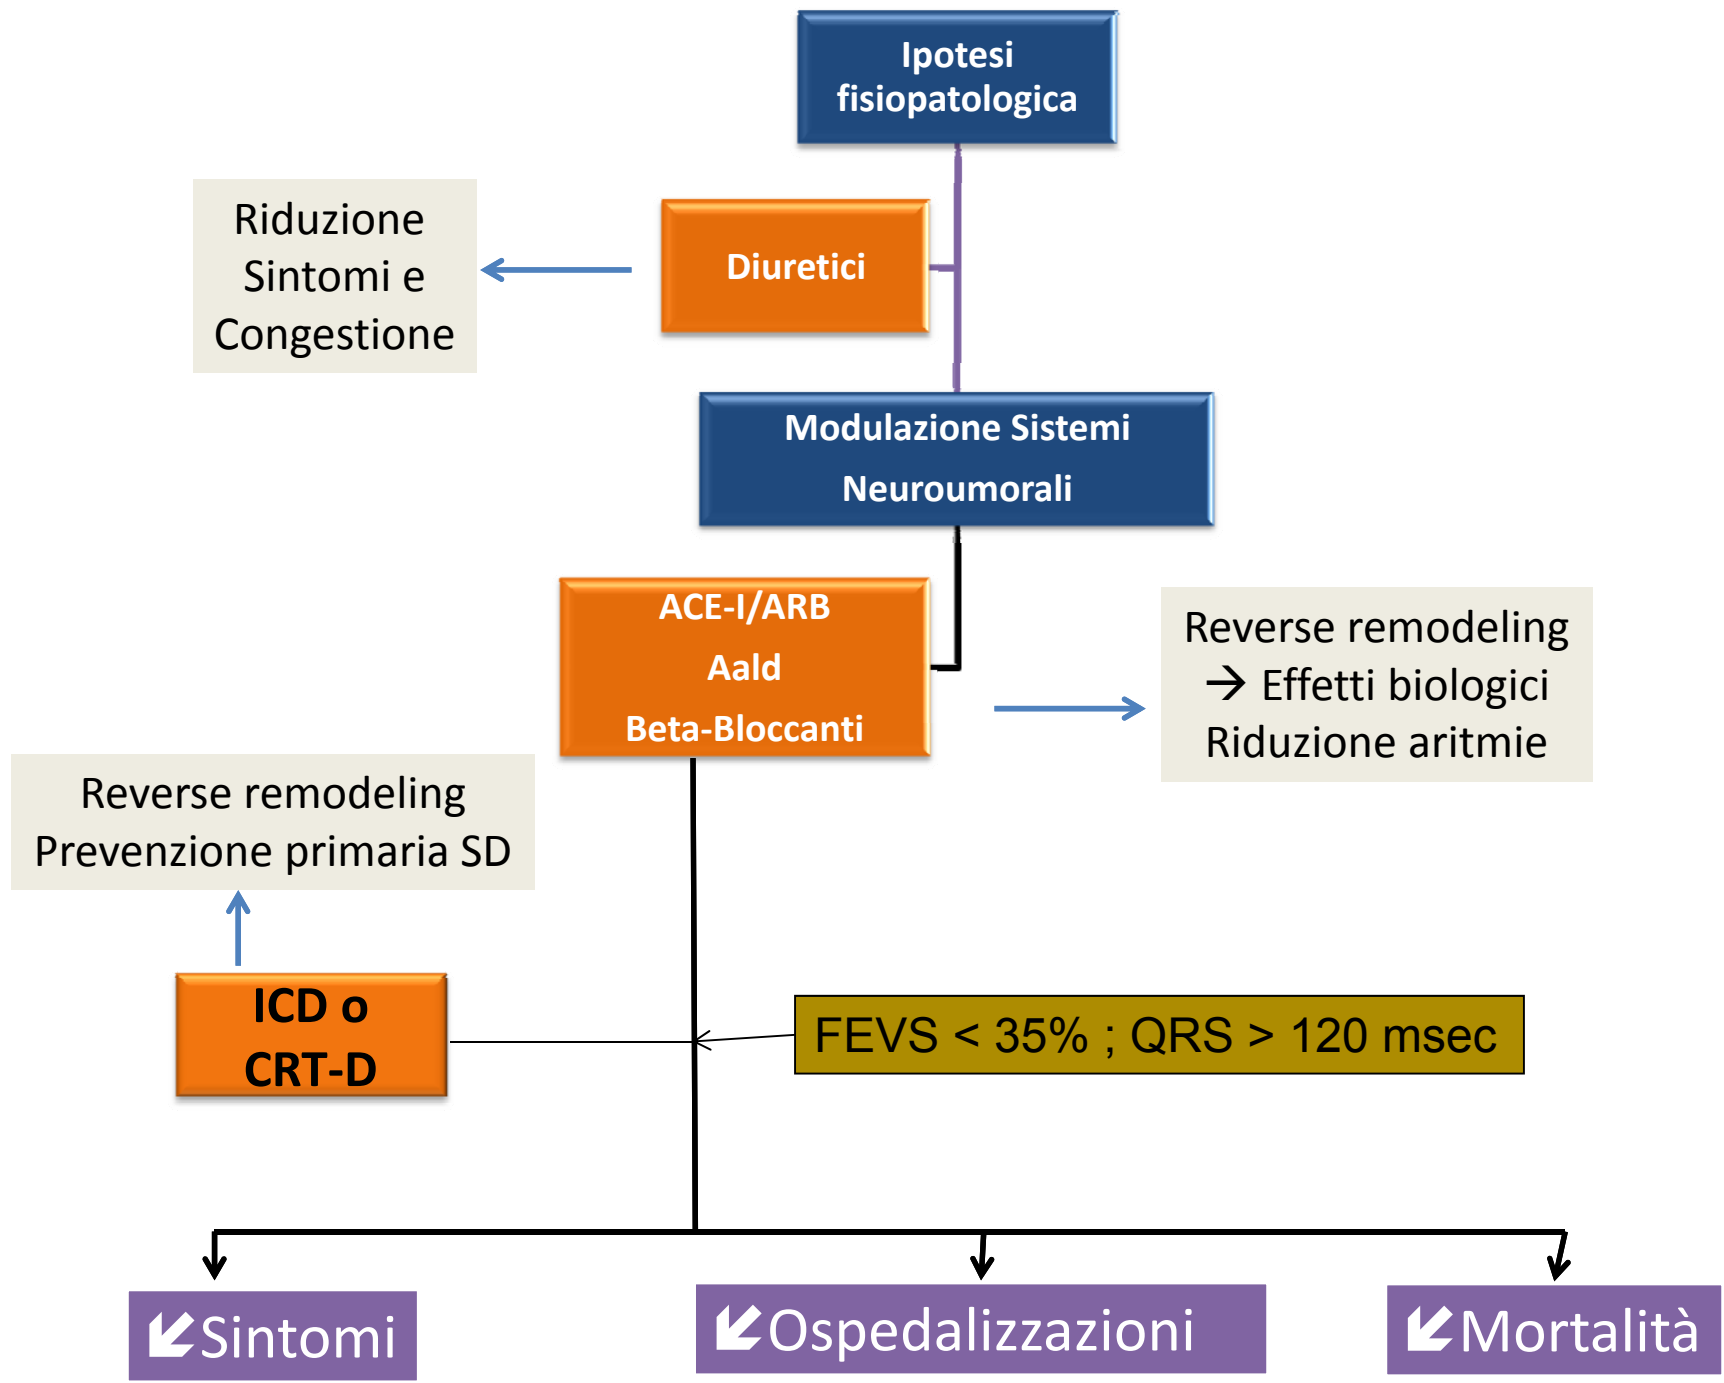 Ipotesi
fisiopatologica
Riduzione
Sintomi e
Congestione
Diuretici
Modulazione Sistemi
Neuroumorali
ACE-I/ARB
Aald
Beta-Bloccanti
Reverse remodeling
→ Effetti biologici
Riduzione aritmie
Reverse remodeling
Prevenzione primaria SD
ICD o
CRT-D
FEVS < 35% ; QRS > 120 msec
🡿Sintomi
🡿Ospedalizzazioni
🡿Mortalità